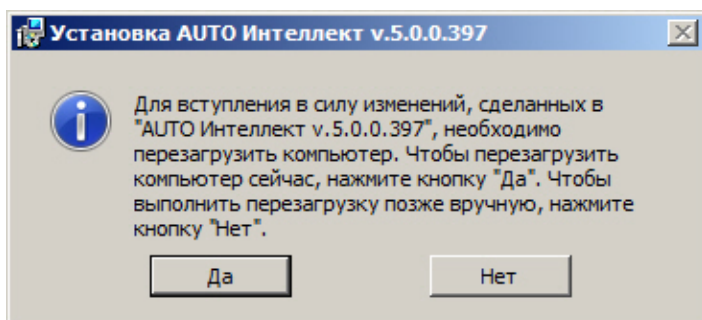 Установка AUTO Интеллект v.5.0.0.397
Для вступления в силу изменений, сделанных в
"AUTO Интеллект v.5.0.0.397", необходимо
перезагрузить компьютер. Чтобы перезагрузить
компьютер сейчас, нажмите кнопку "Да". Чтобы
выполнить перезагрузку позже вручную, нажмите
кнопку "Нет".
Да
Нет